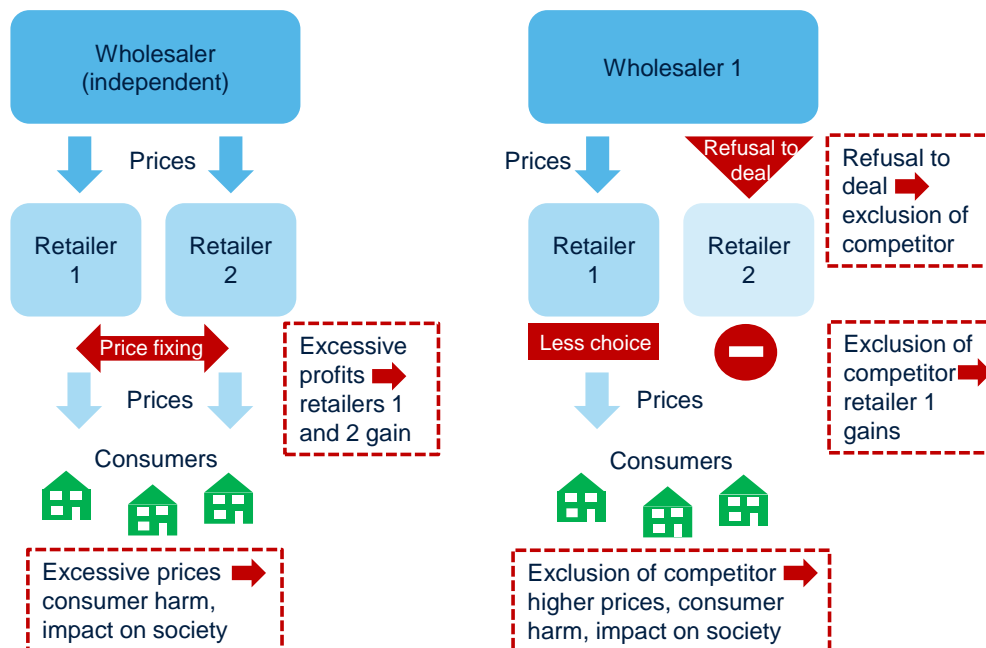 Wholesaler
(independent)
Prices
Retailer
1
Retailer
2
Price fixing
Excessive
profits
retailers 1
and 2 gain
Prices
Consumers
Excessive prices
consumer harm,
impact on society
Wholesaler 1
Prices
Refusal to
deal
Refusal to
deal
exclusion of
competitor
Retailer
1
Retailer
2
Less choice
Exclusion of
competitor
retailer 1
gains
Prices
Consumers
Exclusion of competitor
higher prices, consumer
harm, impact on society